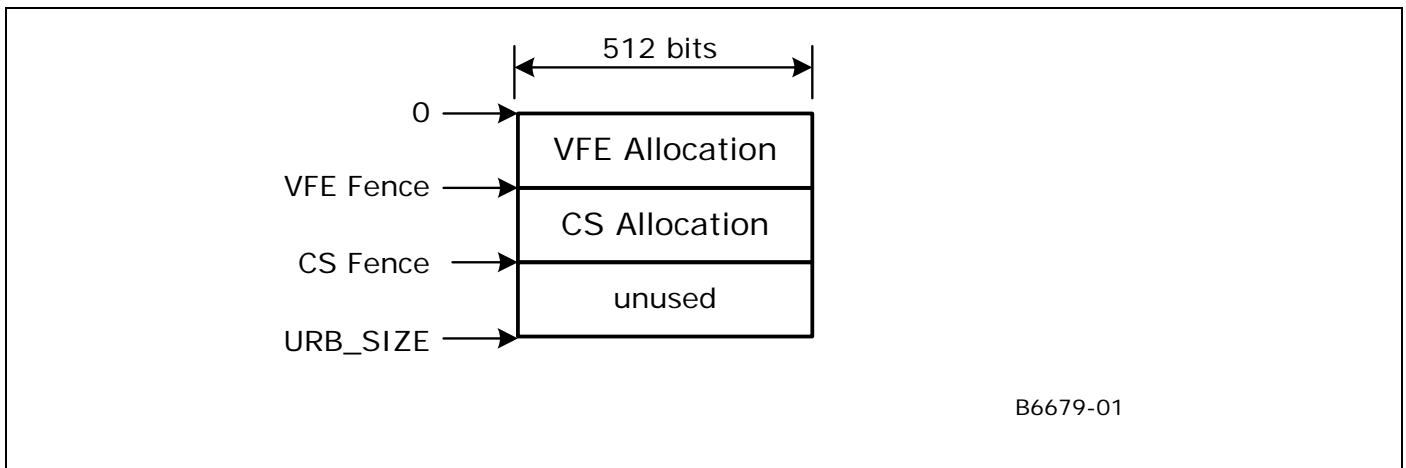 512 bits
0
VFE Allocation
VFE Fence
CS Allocation
CS Fence
unused
URB_SIZE
B6679-01